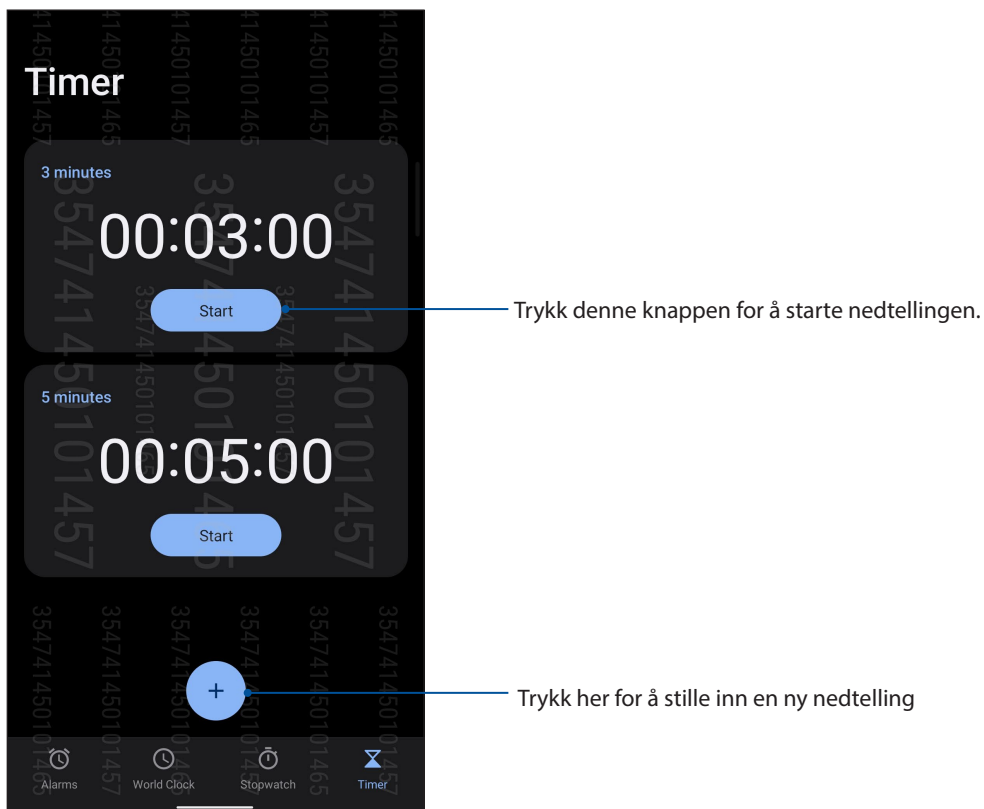 Timer
3 minutes
00:03:00
Start
Trykk denne knappen for å starte nedtellingen.
5 minutes
00:05:00
Start
+
Trykk her for å stille inn en ny nedtelling
Alarms
World Clock
Stopwatch
Timer